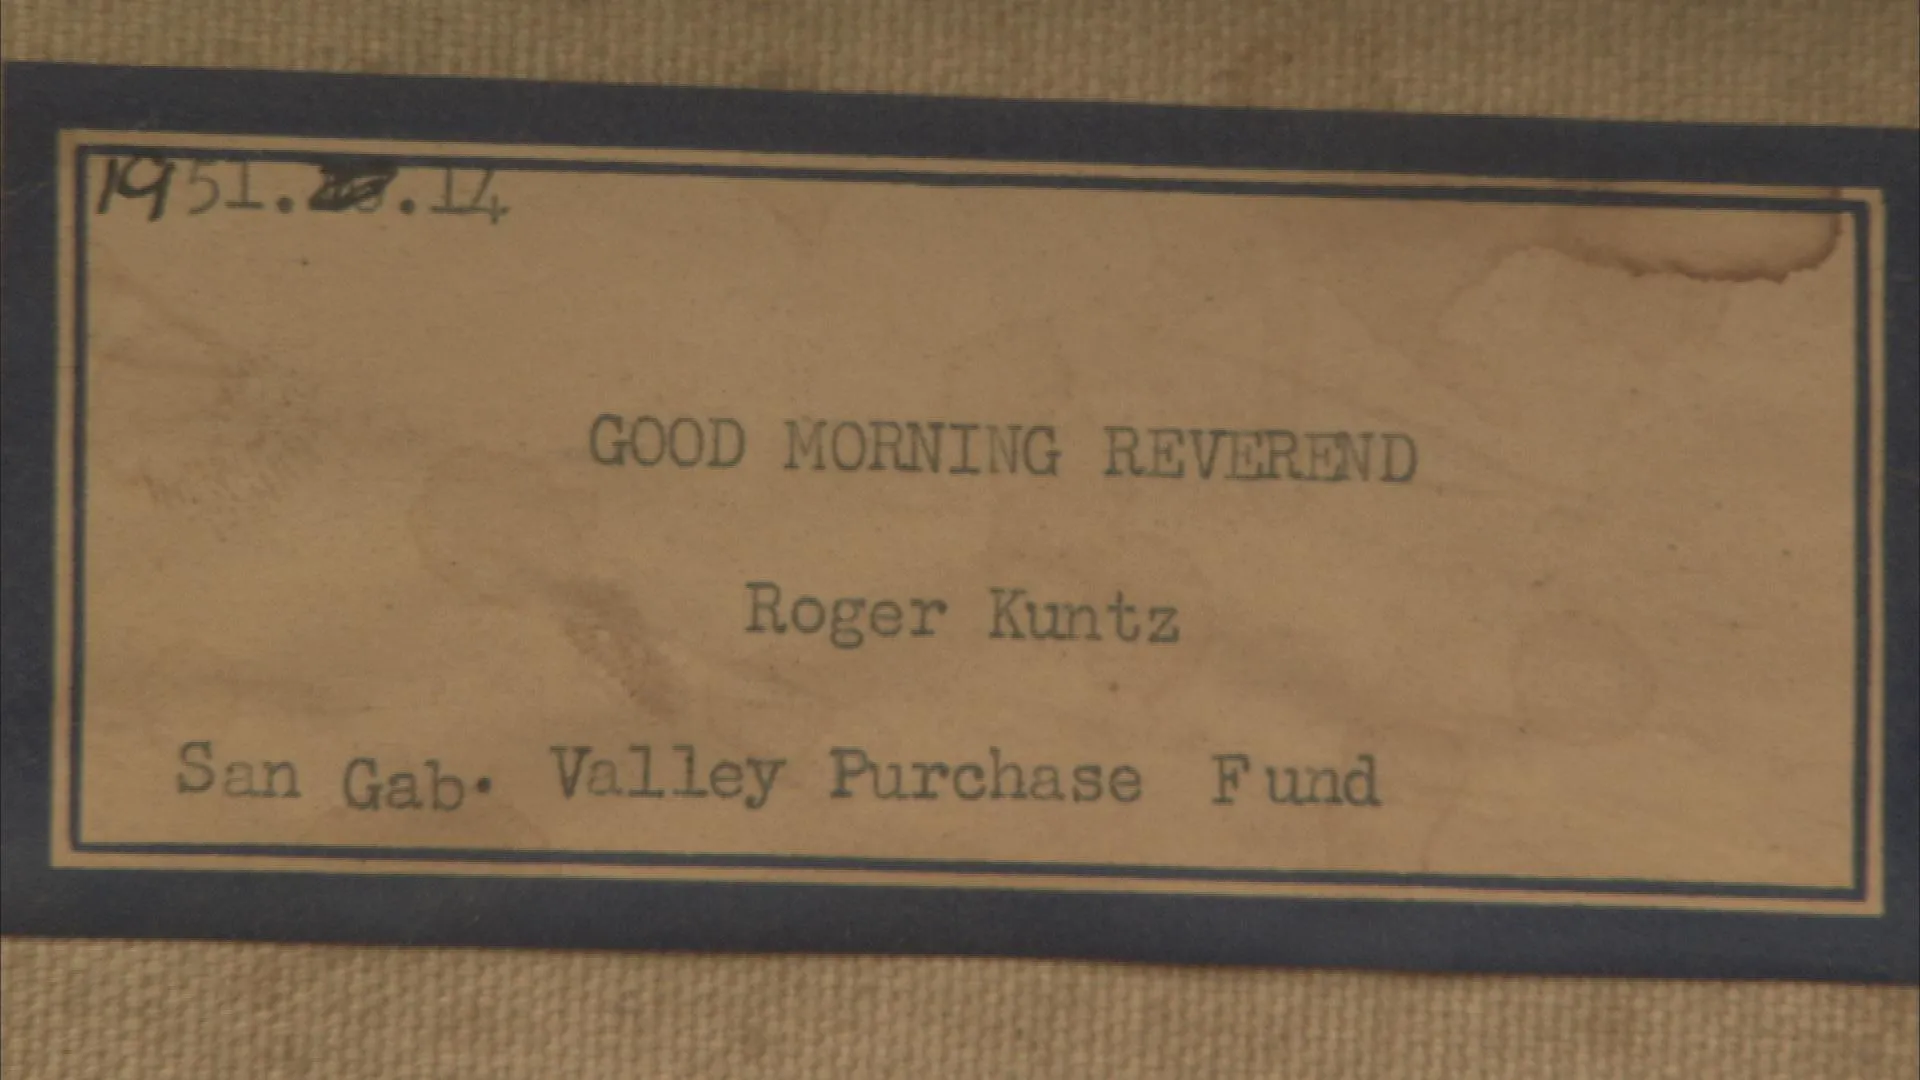 1951. .14
GOOD MORNING REVEREND
Roger Kuntz
San Gab. Valley Purchase Fund